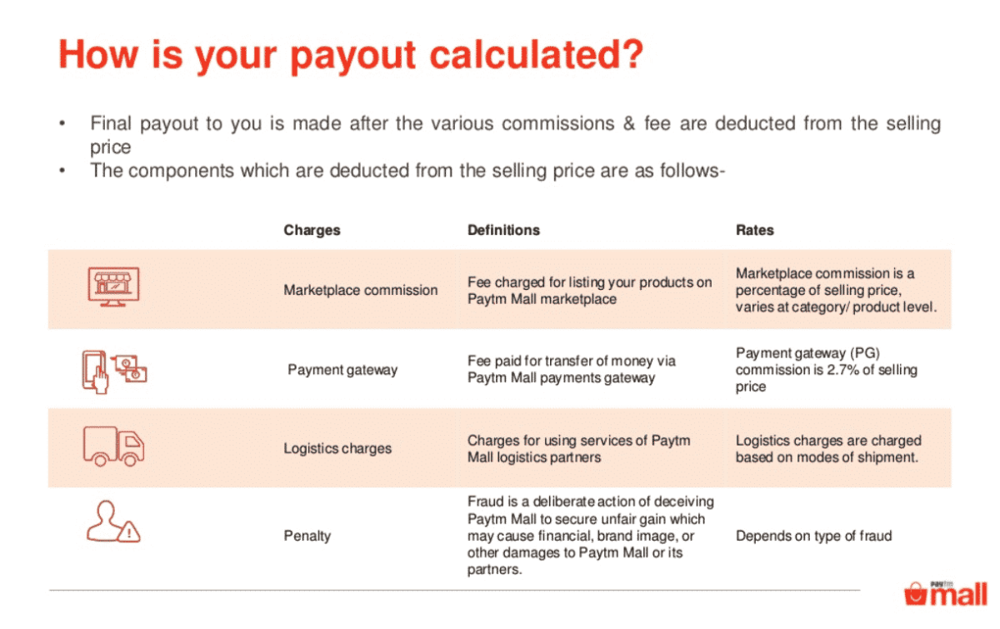 How is your payout calculated?
• Final payout to you is made after the various commissions & fee are deducted from the selling
price
• The components which are deducted from the selling price are as follows-
Charges Definitions Rates
Marketplace commission
Fee charged for listing your products on
Paytm Mall marketplace
Marketplace commission is a
percentage of selling price,
varies at category/ product level.
Payment gateway
Fee paid for transfer of money via
Paytm Mall payments gateway
Payment gateway (PG)
commission is 2.7% of selling
price
Logistics charges
Charges for using services of Paytm
Mall logistics partners
Logistics charges are charged
based on modes of shipment.
Penalty
Fraud is a deliberate action of deceiving
Paytm Mall to secure unfair gain which
may cause financial, brand image, or
other damages to Paytm Mall or its
partners.
Depends on type of fraud
paytm
mall